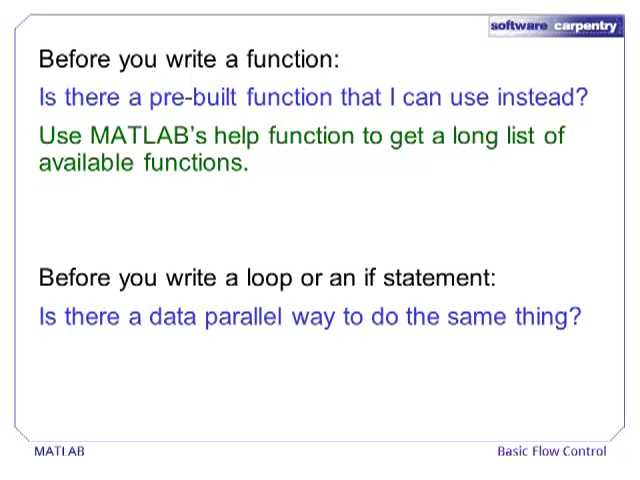 software carpentry
Before you write a function:
Is there a pre-built function that I can use instead?
Use MATLAB's help function to get a long list of
available functions.
Before you write a loop or an if statement:
Is there a data parallel way to do the same thing?
MATLAB
Basic Flow Control